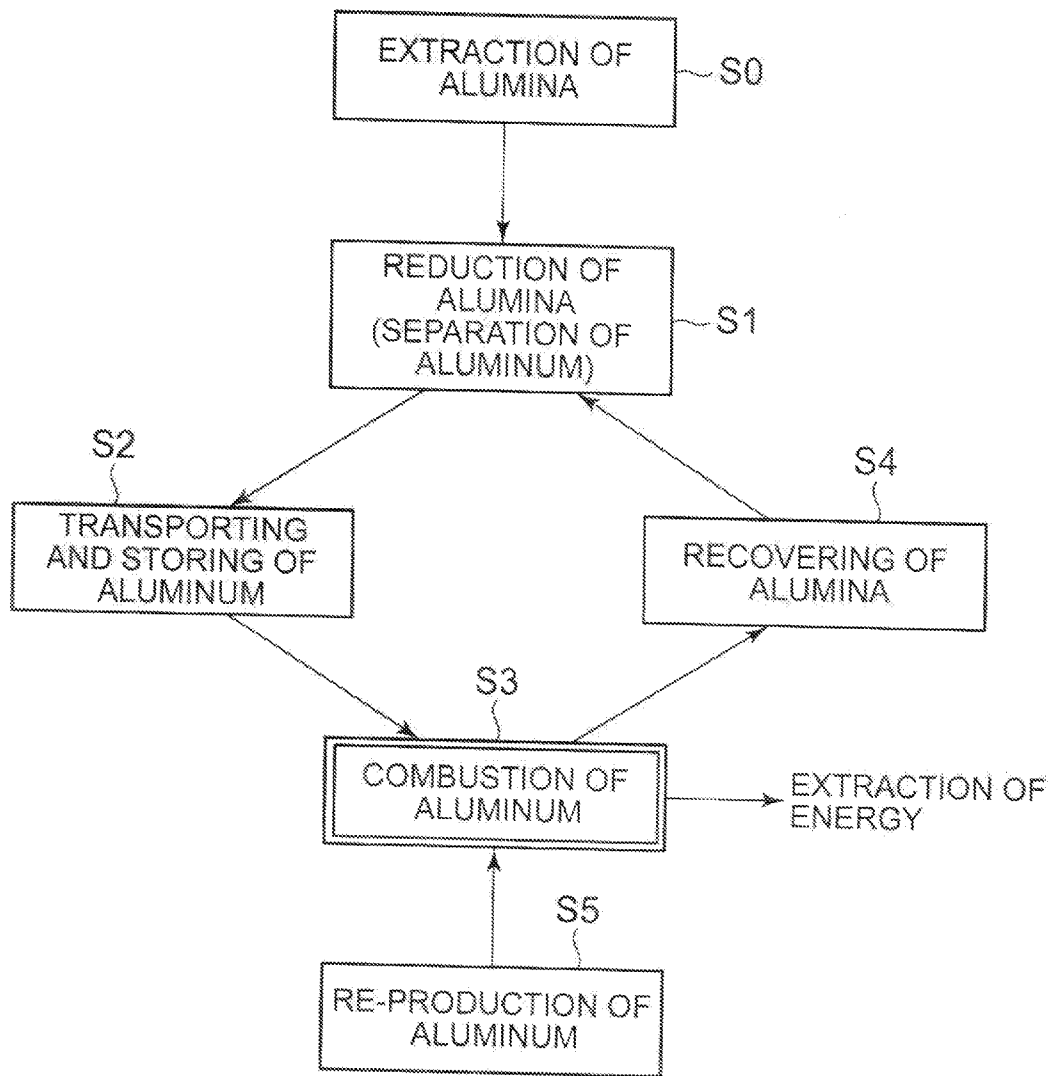 EXTRACTION OF
ALUMINA
S0
REDUCTION OF
ALUMINA
(SEPARATION OF
ALUMINUM)
S1
S2
TRANSPORTING
AND STORING OF
ALUMINUM
S4
RECOVERING OF
ALUMINA
S3
COMBUSTION OF
ALUMINUM
EXTRACTION OF
ENERGY
S5
RE-PRODUCTION OF
ALUMINUM